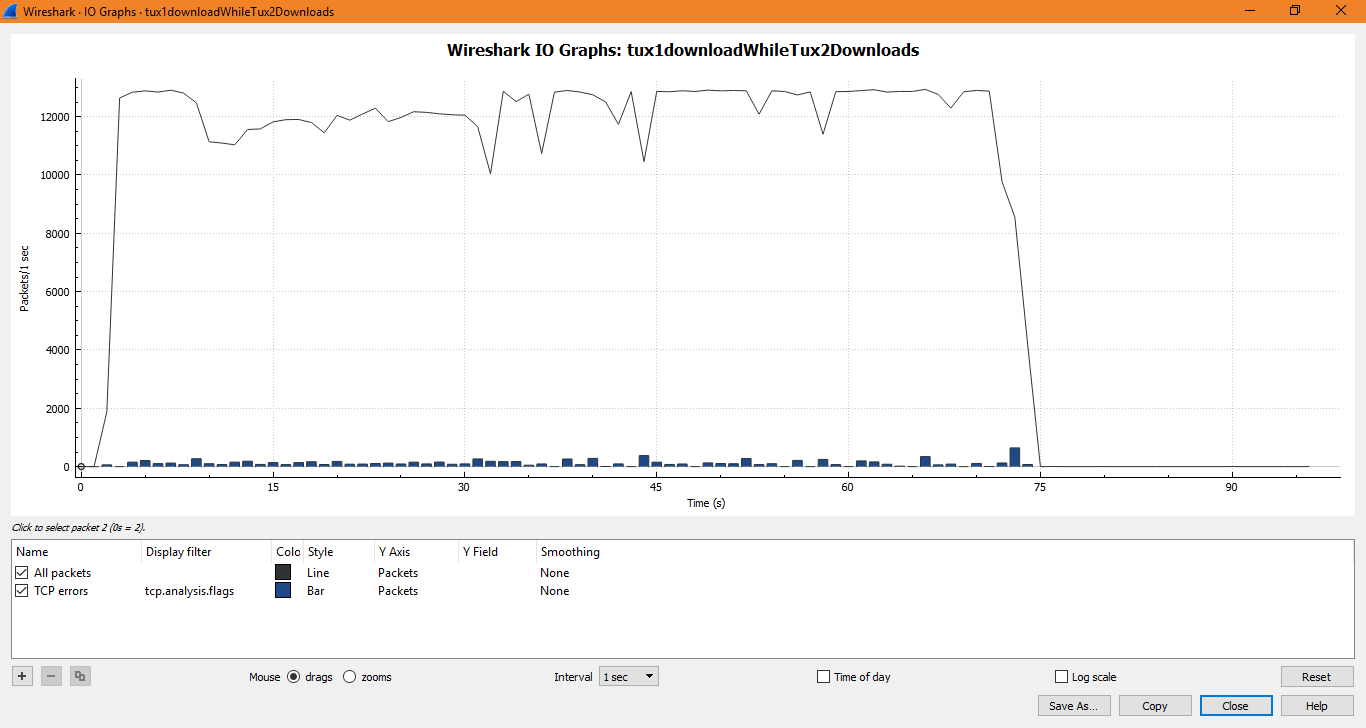 Wireshark · IO Graphs · tux1downloadWhileTux2Downloads
Wireshark IO Graphs: tux1downloadWhileTux2Downloads
12000
10000
8000
6000
4000
2000
0
Packets/1 sec
0 15 30 45 60 75 90
Time (s)
Click to select packet 2 (0s = 2).
Name Display filter Colo Style Y Axis Y Field Smoothing
All packets Line Packets None
TCP errors tcp.analysis.flags Bar Packets None
Mouse drags zooms Interval 1 sec Time of day Log scale Reset
Save As... Copy Close Help